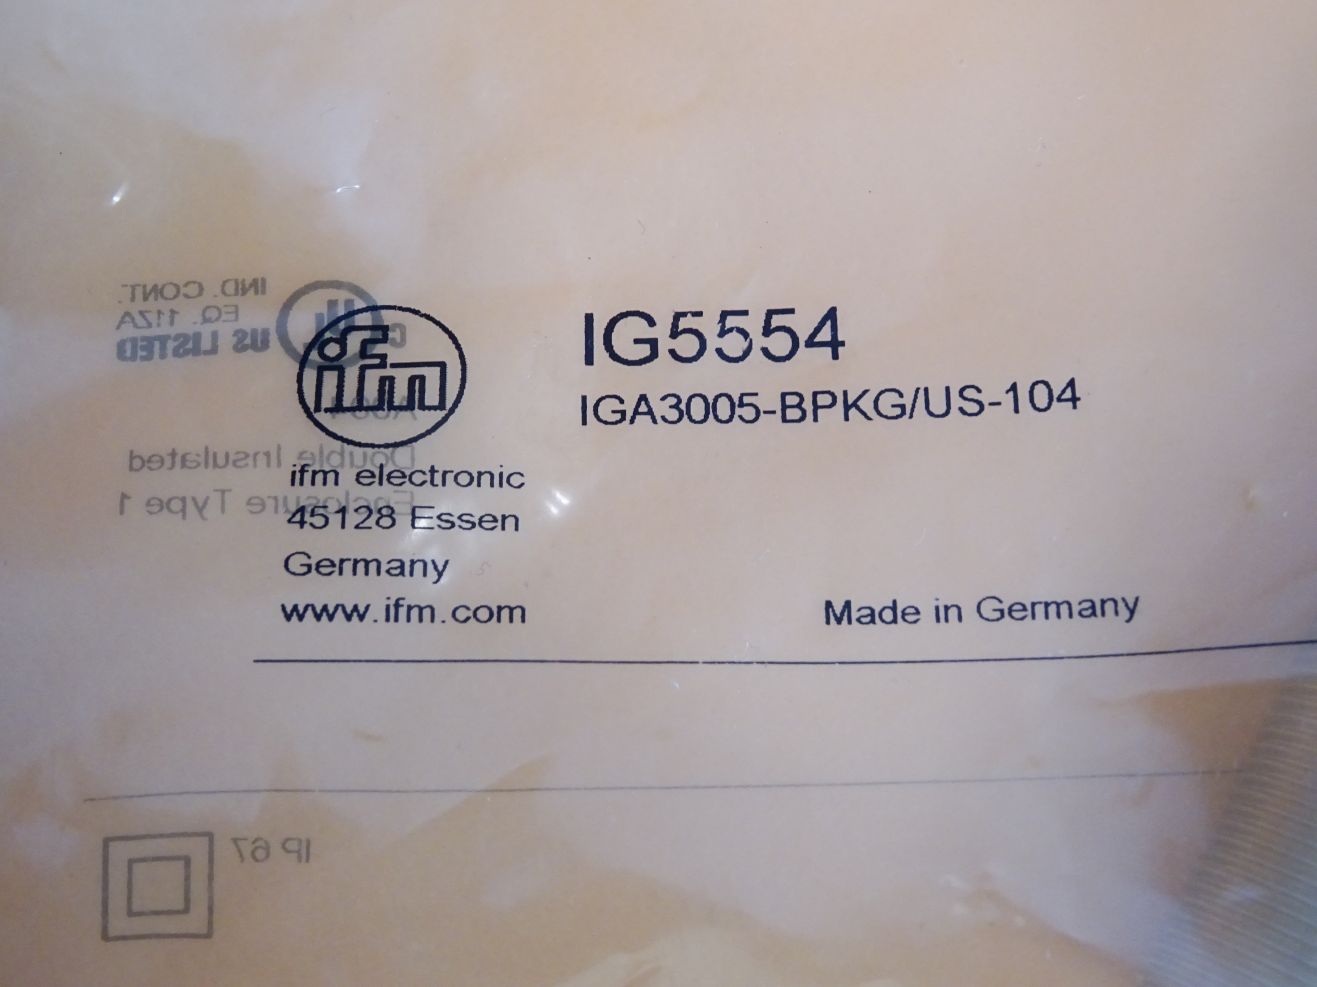 IND. CONT.
EQ. 11ZA
US LISTED
ifm
IG5554
IGA3005-BPKG/US-104
Double Insulated
ifm electronic
Enclosure Type 1
45128 Essen
Germany
www.ifm.com
Made in Germany
IP 67